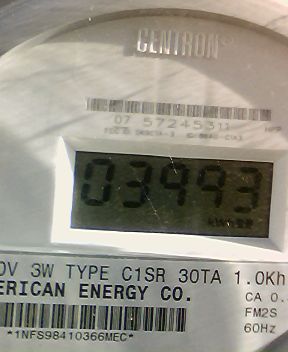 CENTRON®
07 57245311
03993
kWh
0V 3W TYPE C1SR 30TA 1.0Kh
ERICAN ENERGY CO.
CA 0.
FM2S
*1NFS98410366MEC*
60Hz